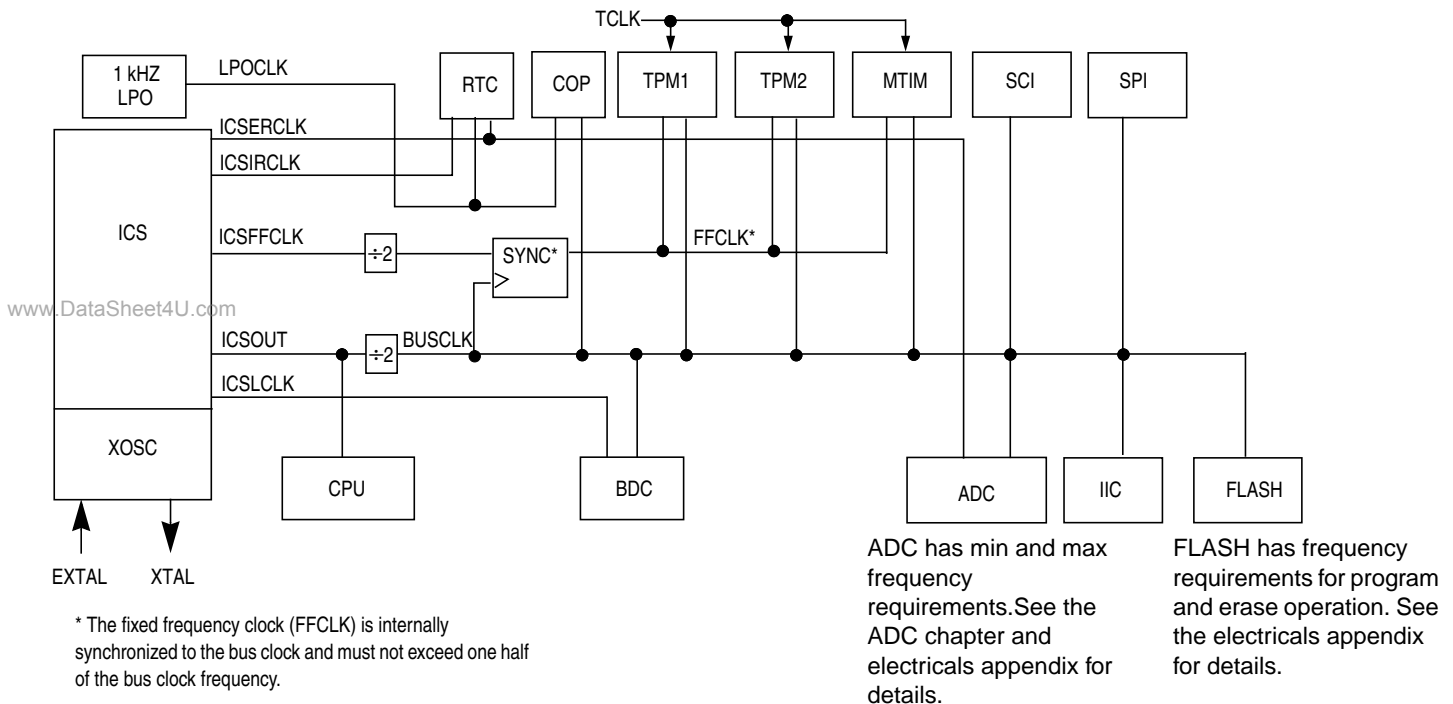 TCLK
1 kHZ
LPO
LPOCLK
RTC
COP
TPM1
TPM2
MTIM
SCI
SPI
ICSERCLK
ICSIRCLK
ICS
ICSFFCLK
÷2
SYNC*
FFCLK*
www.DataSheet4U.com
ICSOUT
÷2
BUSCLK
ICSLCLK
XOSC
CPU
BDC
ADC
IIC
FLASH
EXTAL
XTAL
ADC has min and max
frequency
requirements.See the
ADC chapter and
electricals appendix for
details.
FLASH has frequency
requirements for program
and erase operation. See
the electricals appendix
for details.
* The fixed frequency clock (FFCLK) is internally
synchronized to the bus clock and must not exceed one half
of the bus clock frequency.